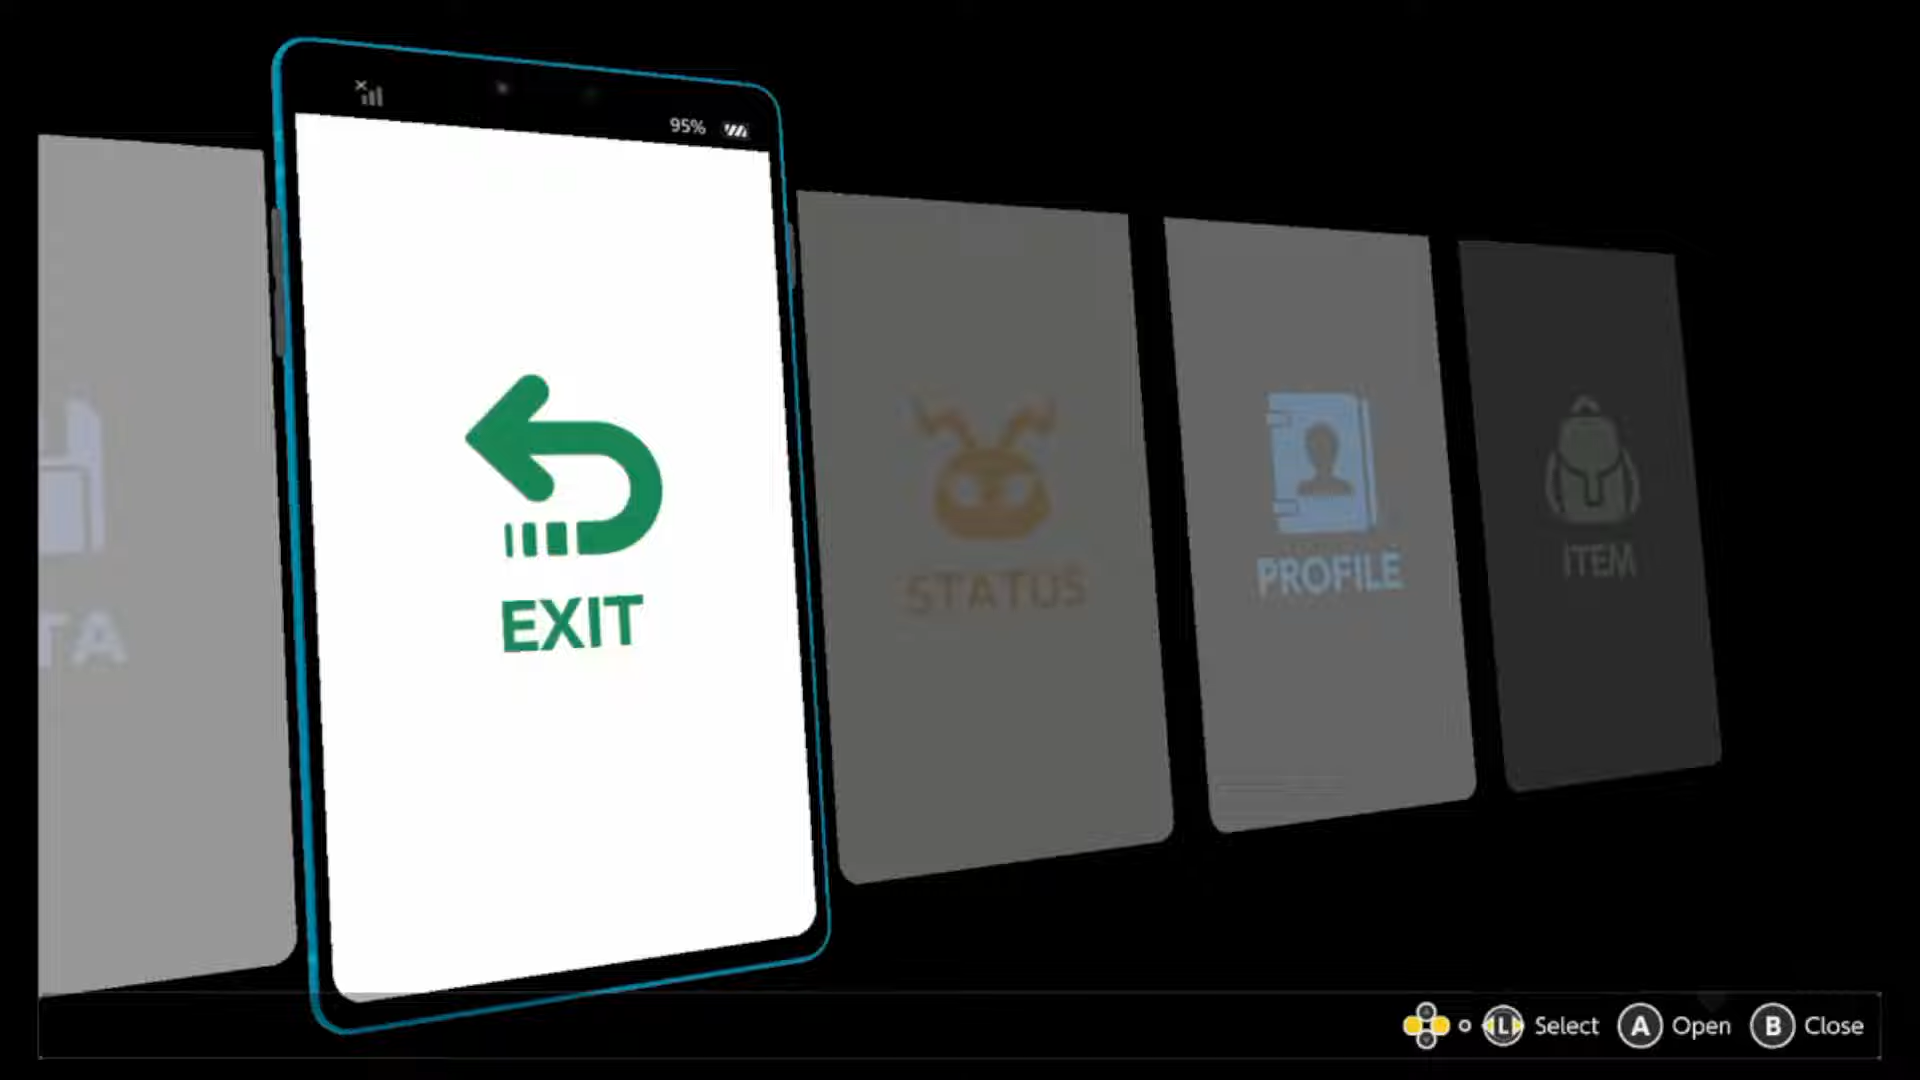 95%
TA
EXIT
STATUS
PROFILE
ITEM
o L Select A Open B Close